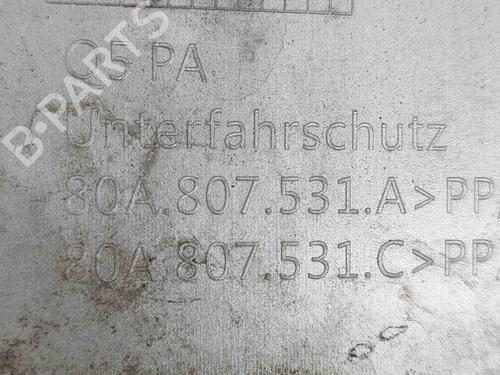 Q5 PA
Unterfahrschutz
80A.807.531.A>PP
80A.807.531.C>PP
B-PARTS